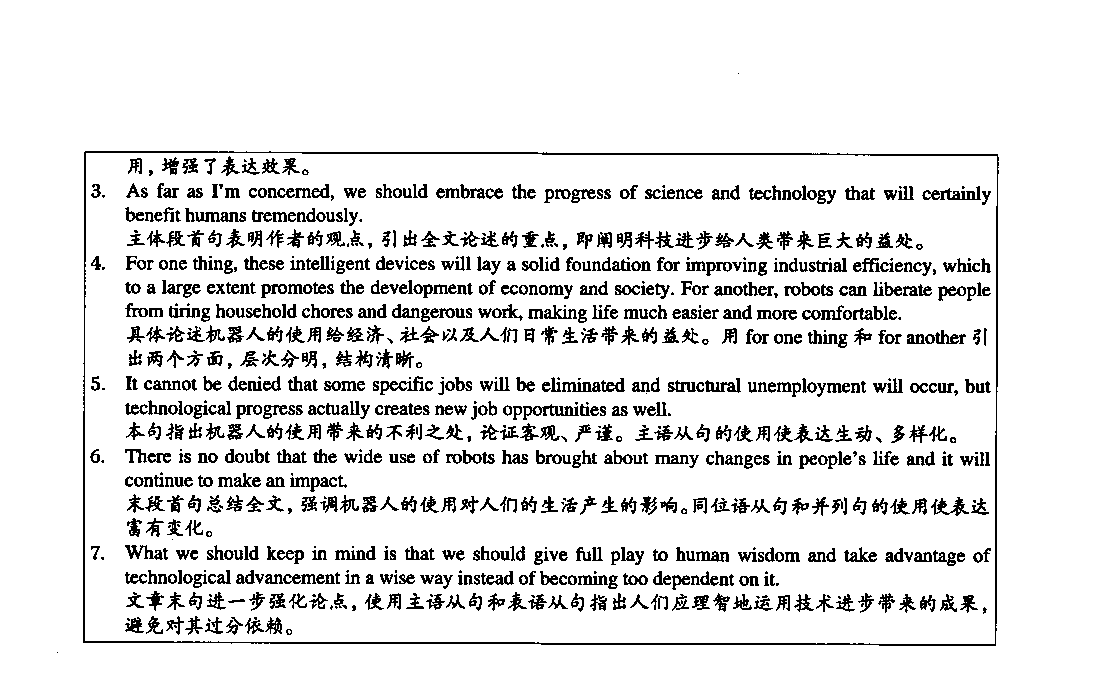 用，增强了表达效果。
3. As far as I'm concerned, we should embrace the progress of science and technology that will certainly
benefit humans tremendously.
主体段首句表明作者的观点，引出全文论述的重点，即阐明科技进步给人类带来巨大的益处。
4. For one thing, these intelligent devices will lay a solid foundation for improving industrial efficiency, which
to a large extent promotes the development of economy and society. For another, robots can liberate people
from tiring household chores and dangerous work, making life much easier and more comfortable.
具体论述机器人的使用给经济、社会以及人们日常生活带来的益处。用 for one thing 和 for another 引
出两个方面，层次分明，结构清晰。
5. It cannot be denied that some specific jobs will be eliminated and structural unemployment will occur, but
technological progress actually creates new job opportunities as well.
本句指出机器人的使用带来的不利之处，论证客观、严谨。主语从句的使用使表达生动、多样化。
6. There is no doubt that the wide use of robots has brought about many changes in people's life and it will
continue to make an impact.
末段首句总结全文，强调机器人的使用对人们的生活产生的影响。同位语从句和并列句的使用使表达
富有变化。
7. What we should keep in mind is that we should give full play to human wisdom and take advantage of
technological advancement in a wise way instead of becoming too dependent on it.
文章末句进一步强化论点，使用主语从句和表语从句指出人们应理智地运用技术进步带来的成果，
避免对其过分依赖。